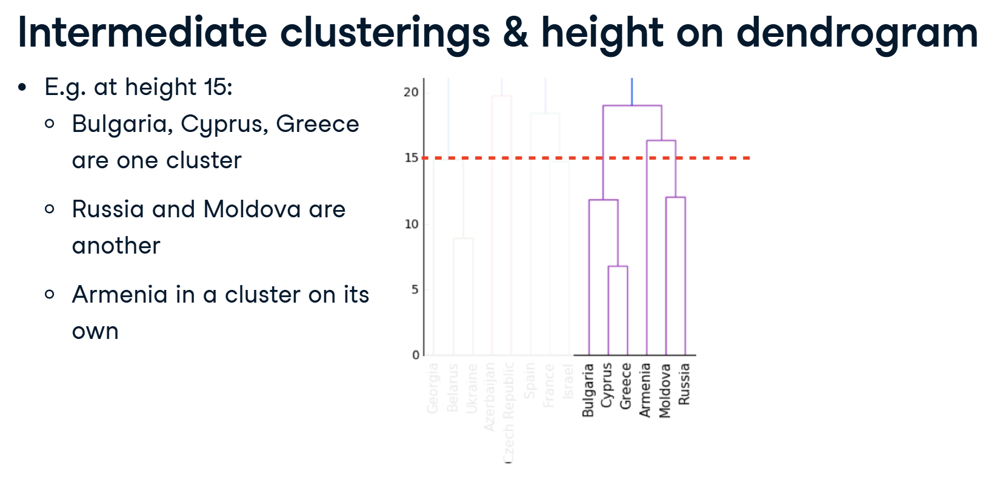 Intermediate clusterings & height on dendrogram
• E.g. at height 15:
○ Bulgaria, Cyprus, Greece
are one cluster
○ Russia and Moldova are
another
○ Armenia in a cluster on its
own
20
15
10
5
0
Georgia
Belarus
Ukraine
Azerbaijan
Czech Republic
Spain
France
Israel
Bulgaria
Cyprus
Greece
Armenia
Moldova
Russia